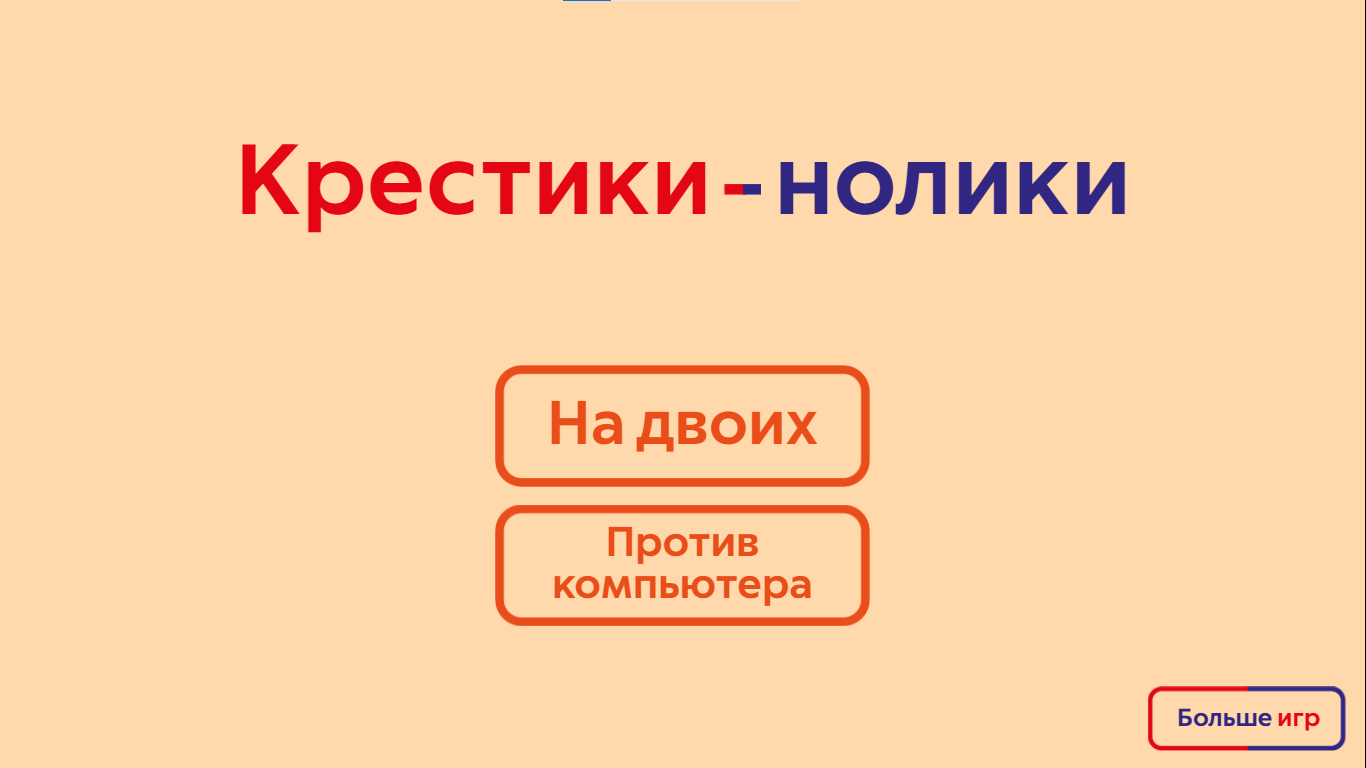 Крестики-нолики
На двоих
Против
компьютера
Больше игр